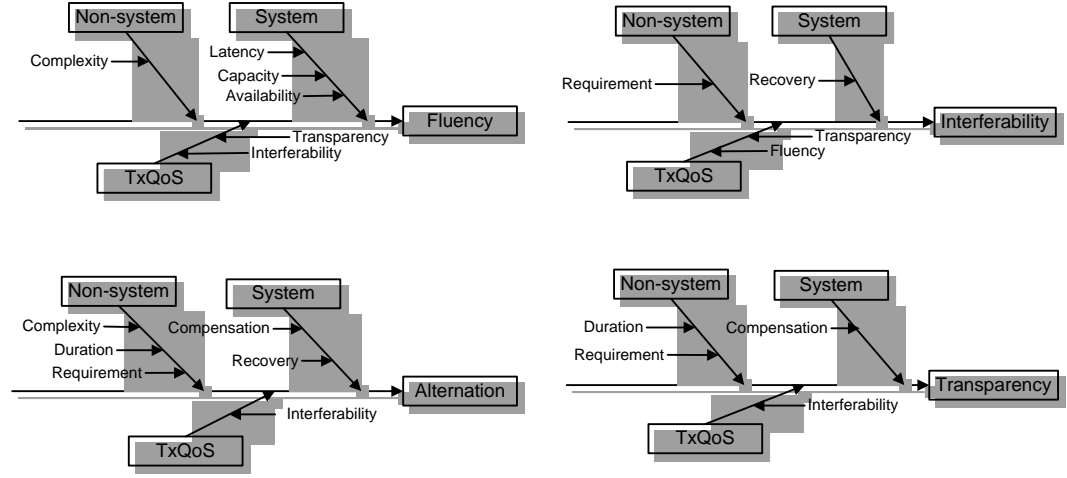 Non-system
System
Complexity
Latency
Capacity
Availability
Fluency
Transparency
Interferability
TxQoS
Non-system
System
Requirement
Recovery
Interferability
Transparency
Fluency
TxQoS
Non-system
System
Complexity
Duration
Requirement
Compensation
Recovery
Alternation
Interferability
TxQoS
Non-system
System
Duration
Requirement
Compensation
Transparency
Interferability
TxQoS